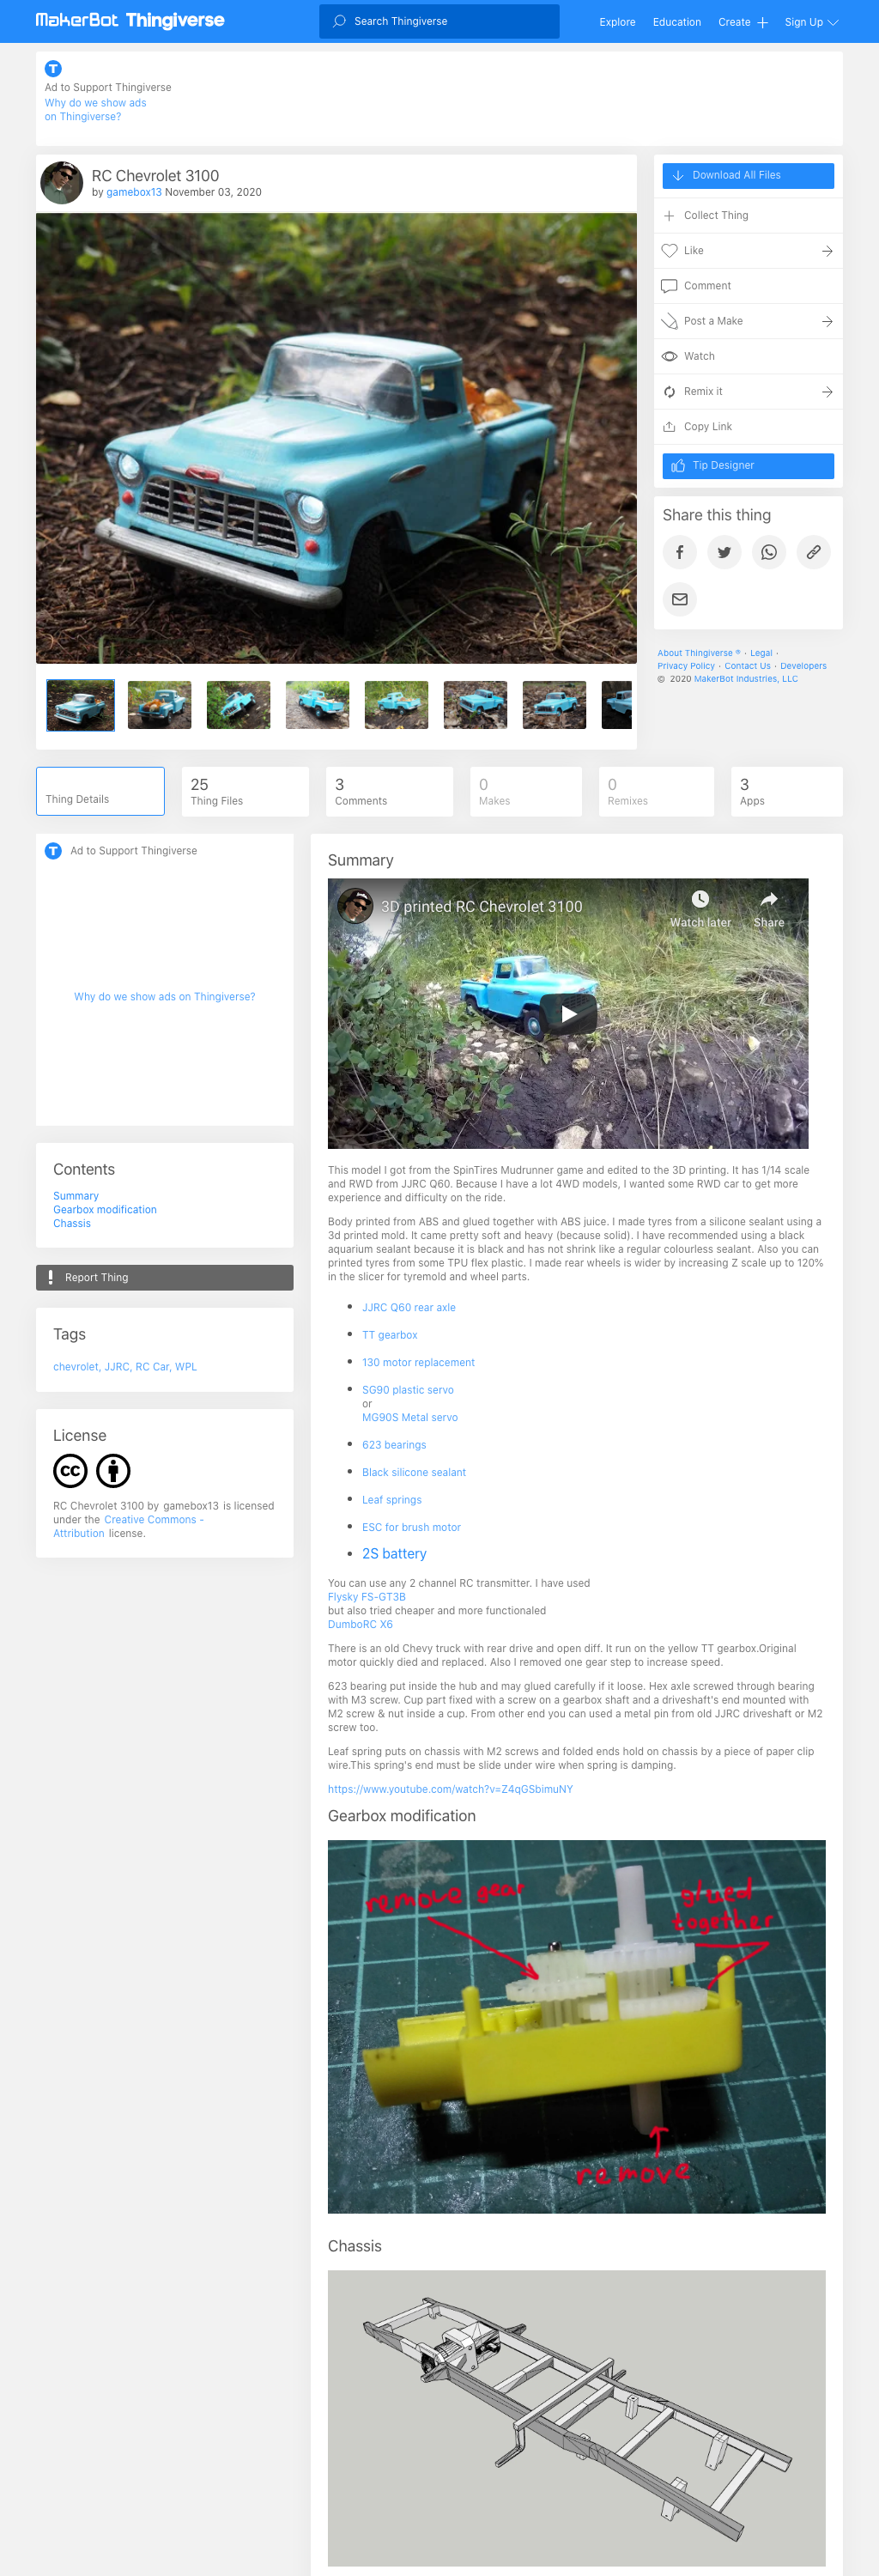 MakerBot Thingiverse
Search Thingiverse
Explore
Education
Create
Sign Up
Ad to Support Thingiverse
Why do we show ads
on Thingiverse?
RC Chevrolet 3100
by gamebox13 November 03, 2020
Download All Files
Collect Thing
Like
Comment
Post a Make
Watch
Remix it
Copy Link
Tip Designer
Share this thing
About Thingiverse ® · Legal ·
Privacy Policy · Contact Us · Developers
© 2020 MakerBot Industries, LLC
Thing Details
25
Thing Files
3
Comments
0
Makes
0
Remixes
3
Apps
Ad to Support Thingiverse
Why do we show ads on Thingiverse?
Contents
Summary
Gearbox modification
Chassis
Report Thing
Tags
chevrolet, JJRC, RC Car, WPL
License
RC Chevrolet 3100 by gamebox13 is licensed
under the Creative Commons -
Attribution license.
Summary
3D printed RC Chevrolet 3100
Watch later
Share
This model I got from the SpinTires Mudrunner game and edited to the 3D printing. It has 1/14 scale
and RWD from JJRC Q60. Because I have a lot 4WD models, I wanted some RWD car to get more
experience and difficulty on the ride.
Body printed from ABS and glued together with ABS juice. I made tyres from a silicone sealant using a
3d printed mold. It came pretty soft and heavy (because solid). I have recommended using a black
aquarium sealant because it is black and has not shrink like a regular colourless sealant. Also you can
printed tyres from some TPU flex plastic. I made rear wheels is wider by increasing Z scale up to 120%
in the slicer for tyremold and wheel parts.
JJRC Q60 rear axle
TT gearbox
130 motor replacement
SG90 plastic servo
or
MG90S Metal servo
623 bearings
Black silicone sealant
Leaf springs
ESC for brush motor
2S battery
You can use any 2 channel RC transmitter. I have used
Flysky FS-GT3B
but also tried cheaper and more functionaled
DumboRC X6
There is an old Chevy truck with rear drive and open diff. It run on the yellow TT gearbox.Original
motor quickly died and replaced. Also I removed one gear step to increase speed.
623 bearing put inside the hub and may glued carefully if it loose. Hex axle screwed through bearing
with M3 screw. Cup part fixed with a screw on a gearbox shaft and a driveshaft's end mounted with
M2 screw & nut inside a cup. From other end you can used a metal pin from old JJRC driveshaft or M2
screw too.
Leaf spring puts on chassis with M2 screws and folded ends hold on chassis by a piece of paper clip
wire.This spring's end must be slide under wire when spring is damping.
https://www.youtube.com/watch?v=Z4qGSbimuNY
Gearbox modification
remove gear
glued
together
remove
Chassis